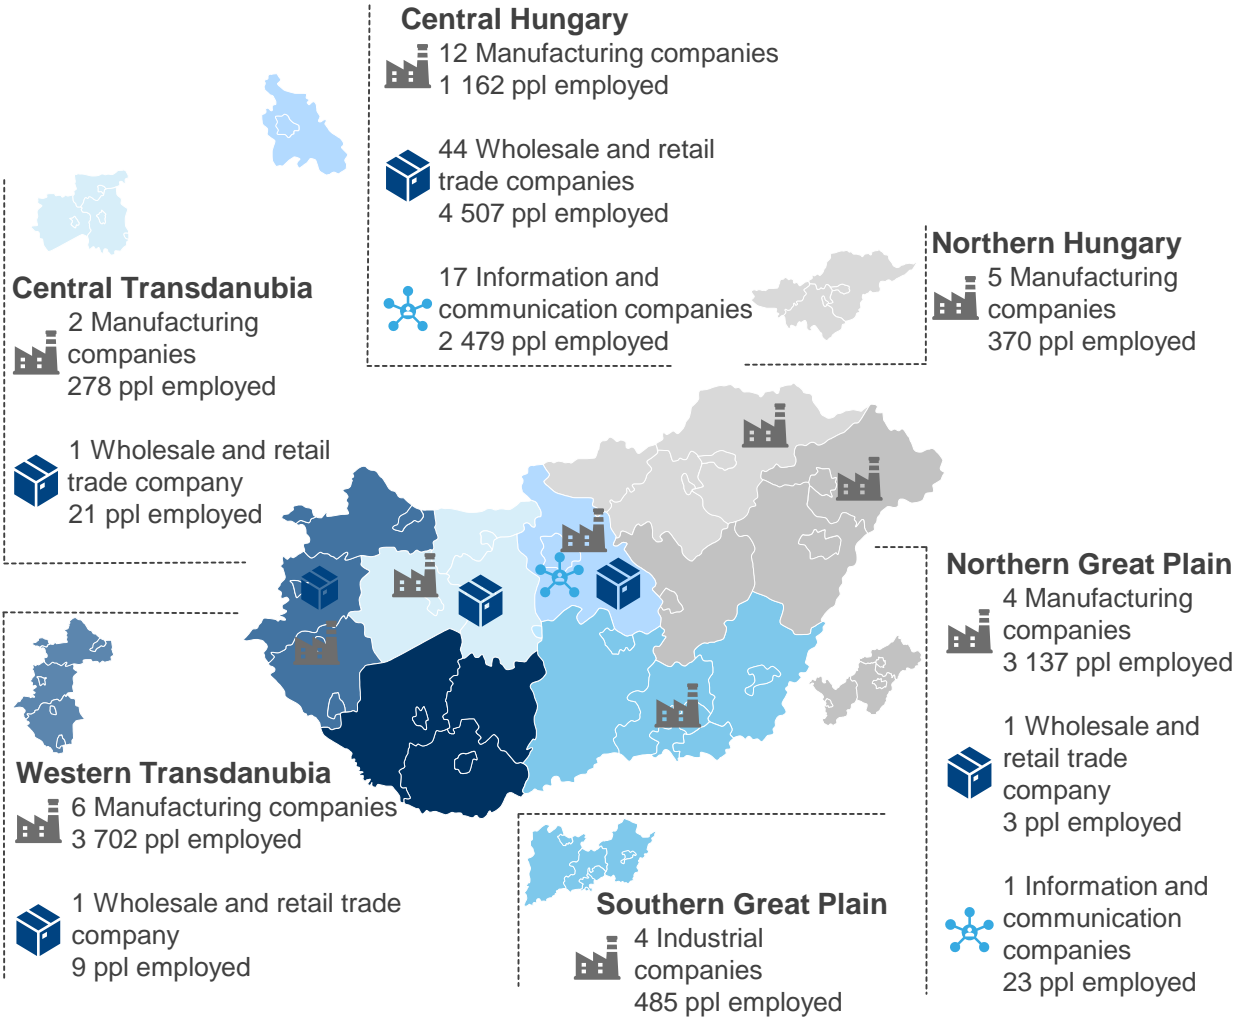 Central Hungary
12 Manufacturing companies
1 162 ppl employed
44 Wholesale and retail
trade companies
4 507 ppl employed
17 Information and
communication companies
2 479 ppl employed
Northern Hungary
5 Manufacturing
companies
370 ppl employed
Central Transdanubia
2 Manufacturing
companies
278 ppl employed
1 Wholesale and retail
trade company
21 ppl employed
Northern Great Plain
4 Manufacturing
companies
3 137 ppl employed
1 Wholesale and
retail trade
company
3 ppl employed
1 Information and
communication
companies
23 ppl employed
Western Transdanubia
6 Manufacturing companies
3 702 ppl employed
1 Wholesale and retail trade
company
9 ppl employed
Southern Great Plain
4 Industrial
companies
485 ppl employed